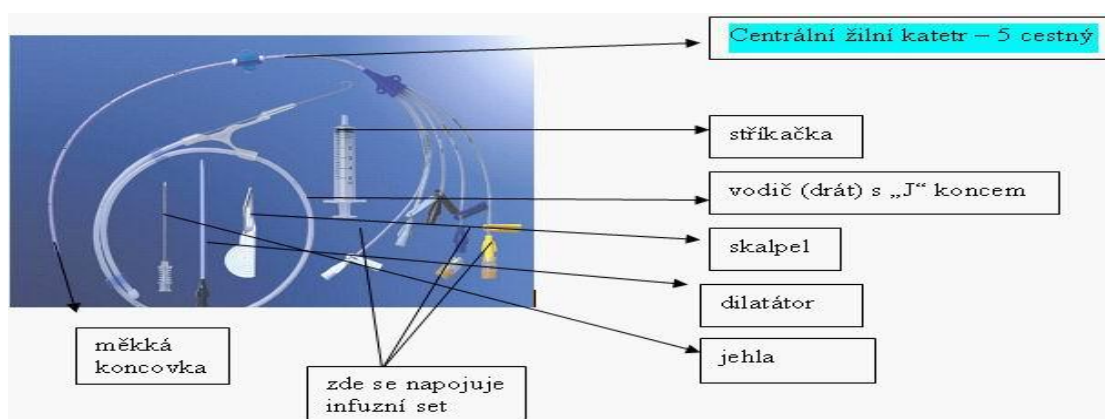 Centrální žilní katetr – 5 cestný
stříkačka
vodič (drát) s „J“ koncem
skalpel
dilatátor
jehla
měkká
koncovka
zde se napojuje
infuzní set